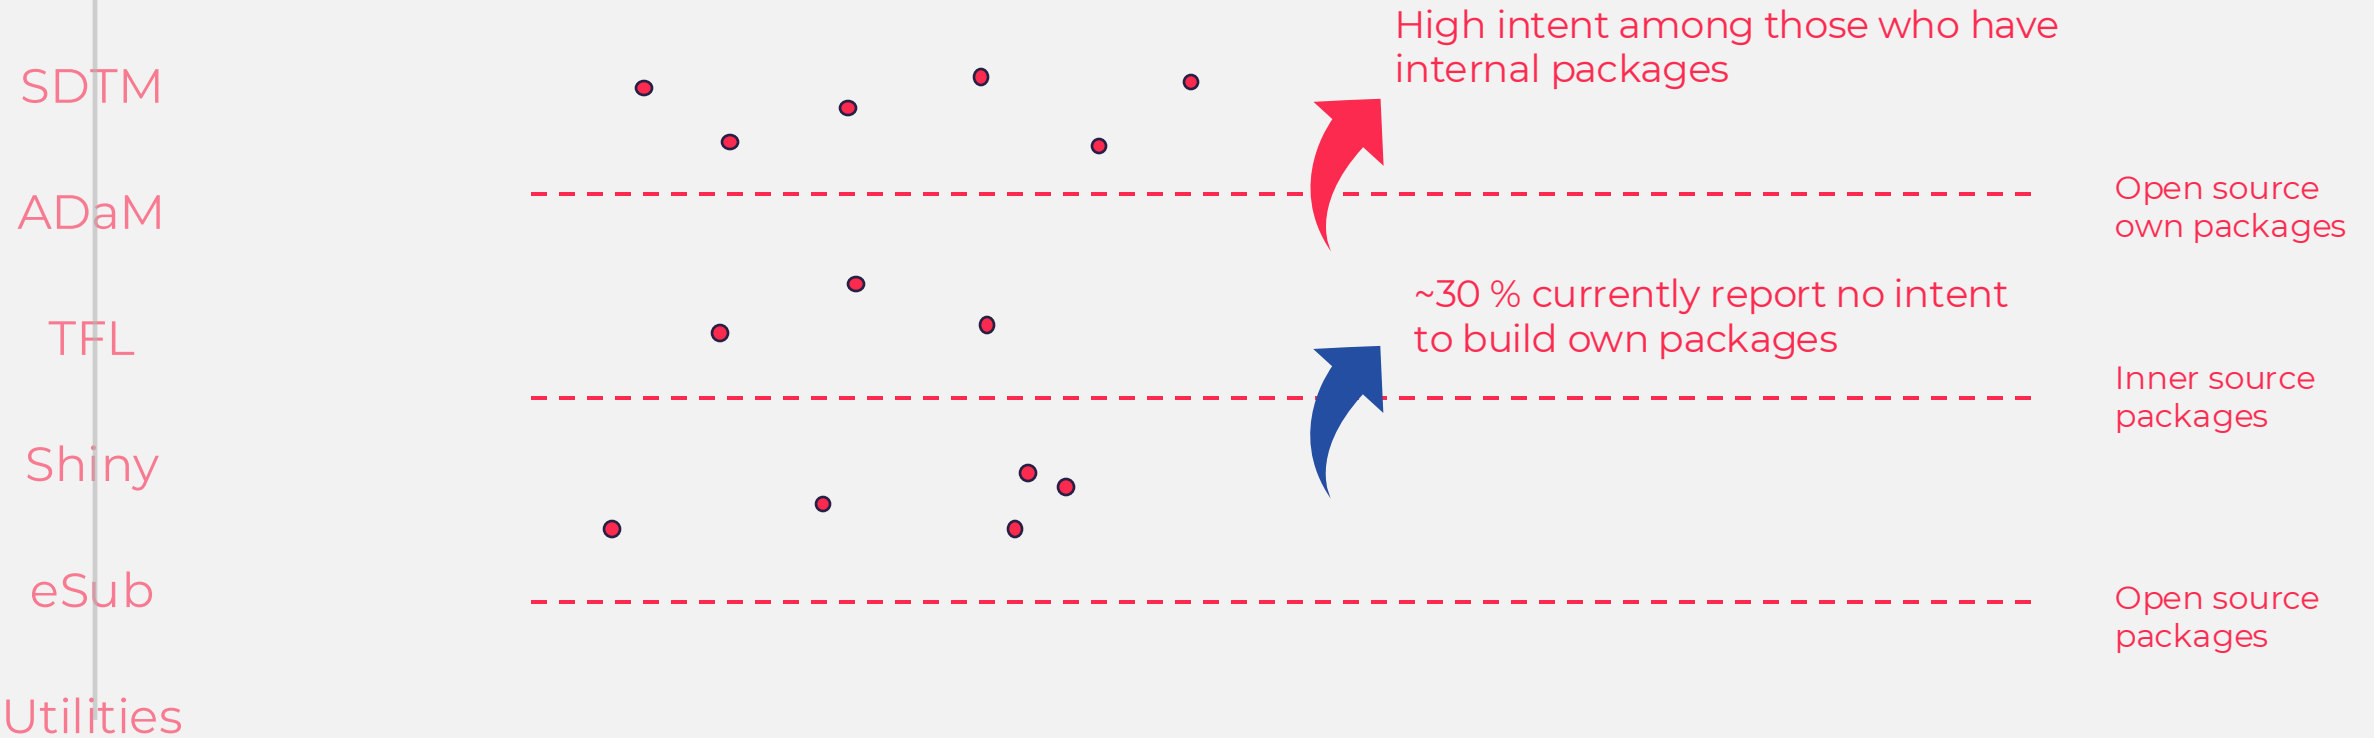 High intent among those who have
internal packages
SDTM
ADaM
Open source
own packages
~30 % currently report no intent
to build own packages
TFL
Inner source
packages
Shiny
eSub
Open source
packages
Utilities